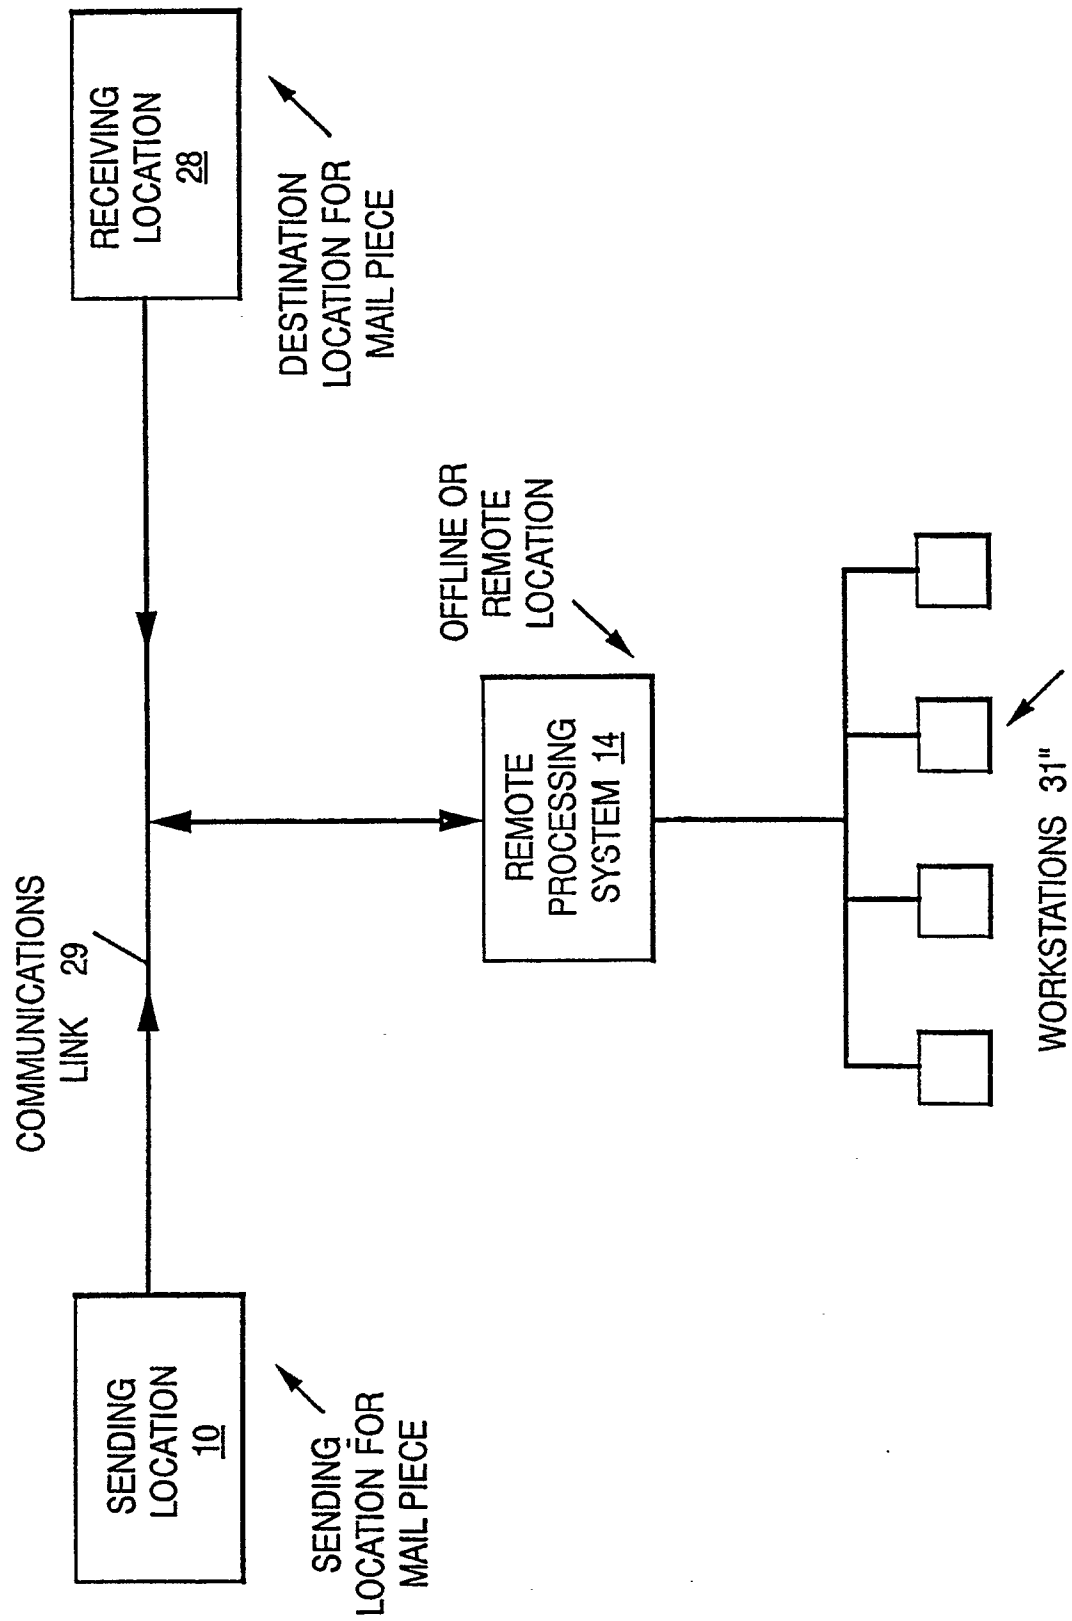 COMMUNICATIONS
LINK 29
SENDING
LOCATION
10
SENDING
LOCATION FOR
MAIL PIECE
RECEIVING
LOCATION
28
DESTINATION
LOCATION FOR
MAIL PIECE
OFFLINE OR
REMOTE
LOCATION
REMOTE
PROCESSING
SYSTEM 14
WORKSTATIONS 31"